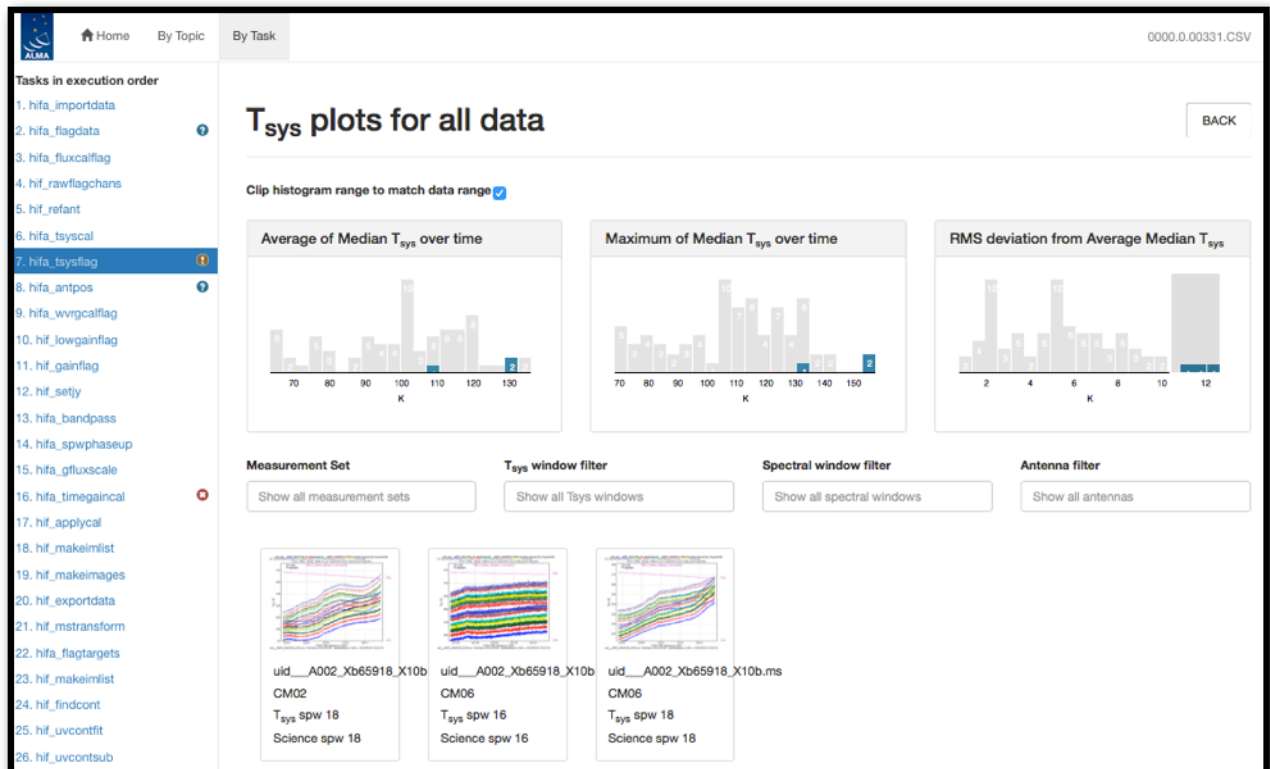 ALMA
Home By Topic By Task 0000.0.00331.CSV
Tasks in execution order
1. hifa_importdata
2. hifa_flagdata
3. hifa_fluxcalflag
4. hif_rawflagchans
5. hif_refant
6. hifa_tsyscal
7. hifa_tsysflag
8. hifa_antpos
9. hifa_wvrgcalflag
10. hif_lowgainflag
11. hif_gainflag
12. hif_setjy
13. hifa_bandpass
14. hifa_spwphaseup
15. hifa_gfluxscale
16. hifa_timegaincal
17. hif_applycal
18. hif_makeimlist
19. hif_makeimages
20. hif_exportdata
21. hif_mstransform
22. hifa_flagtargets
23. hif_makeimlist
24. hif_findcont
25. hif_uvcontfit
26. hif_uvcontsub
Tsys plots for all data
BACK
Clip histogram range to match data range
Average of Median Tsys over time
70 80 90 100 110 120 130
K
Maximum of Median Tsys over time
70 80 90 100 110 120 130 140 150
K
RMS deviation from Average Median Tsys
2 4 6 8 10 12
K
Measurement Set Tsys window filter Spectral window filter Antenna filter
Show all measurement sets Show all Tsys windows Show all spectral windows Show all antennas
uid___A002_Xb65918_X10b
CM02
Tsys spw 18
Science spw 18
uid___A002_Xb65918_X10b
CM06
Tsys spw 16
Science spw 16
uid___A002_Xb65918_X10b.ms
CM06
Tsys spw 18
Science spw 18